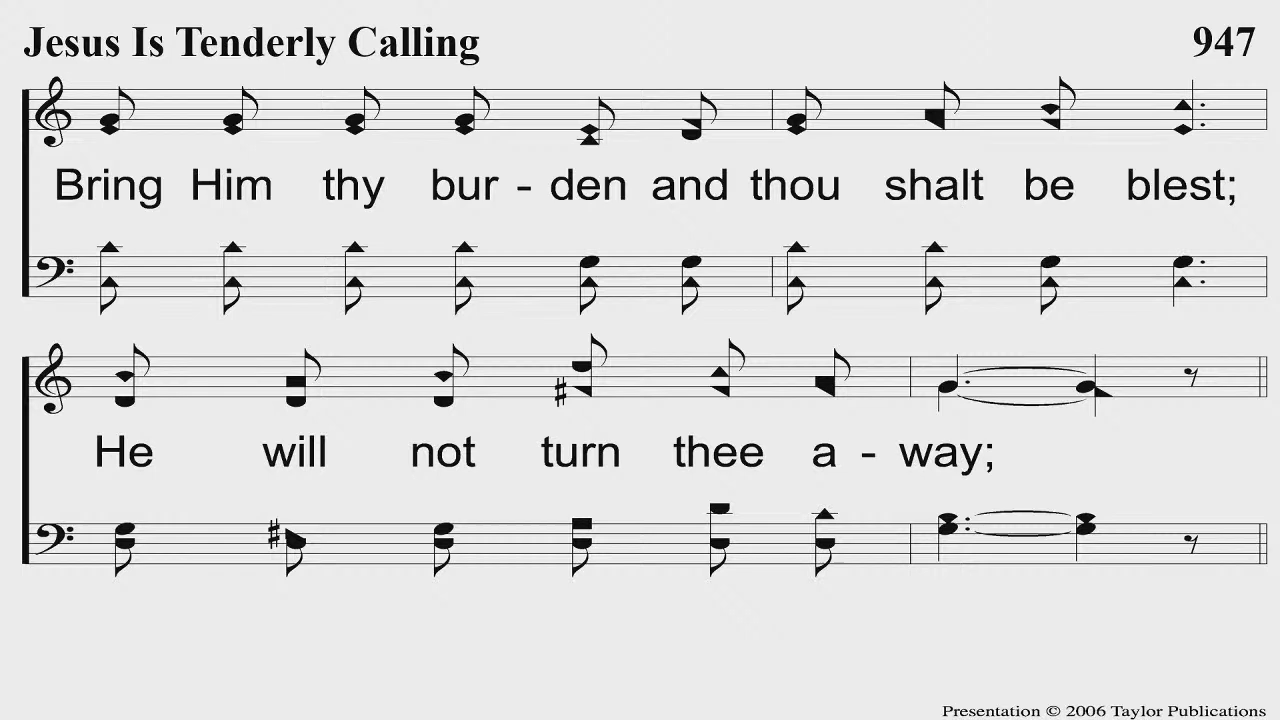 Jesus Is Tenderly Calling 947
Bring Him thy bur - den and thou shalt be blest;
He will not turn thee a - way;
Presentation © 2006 Taylor Publications